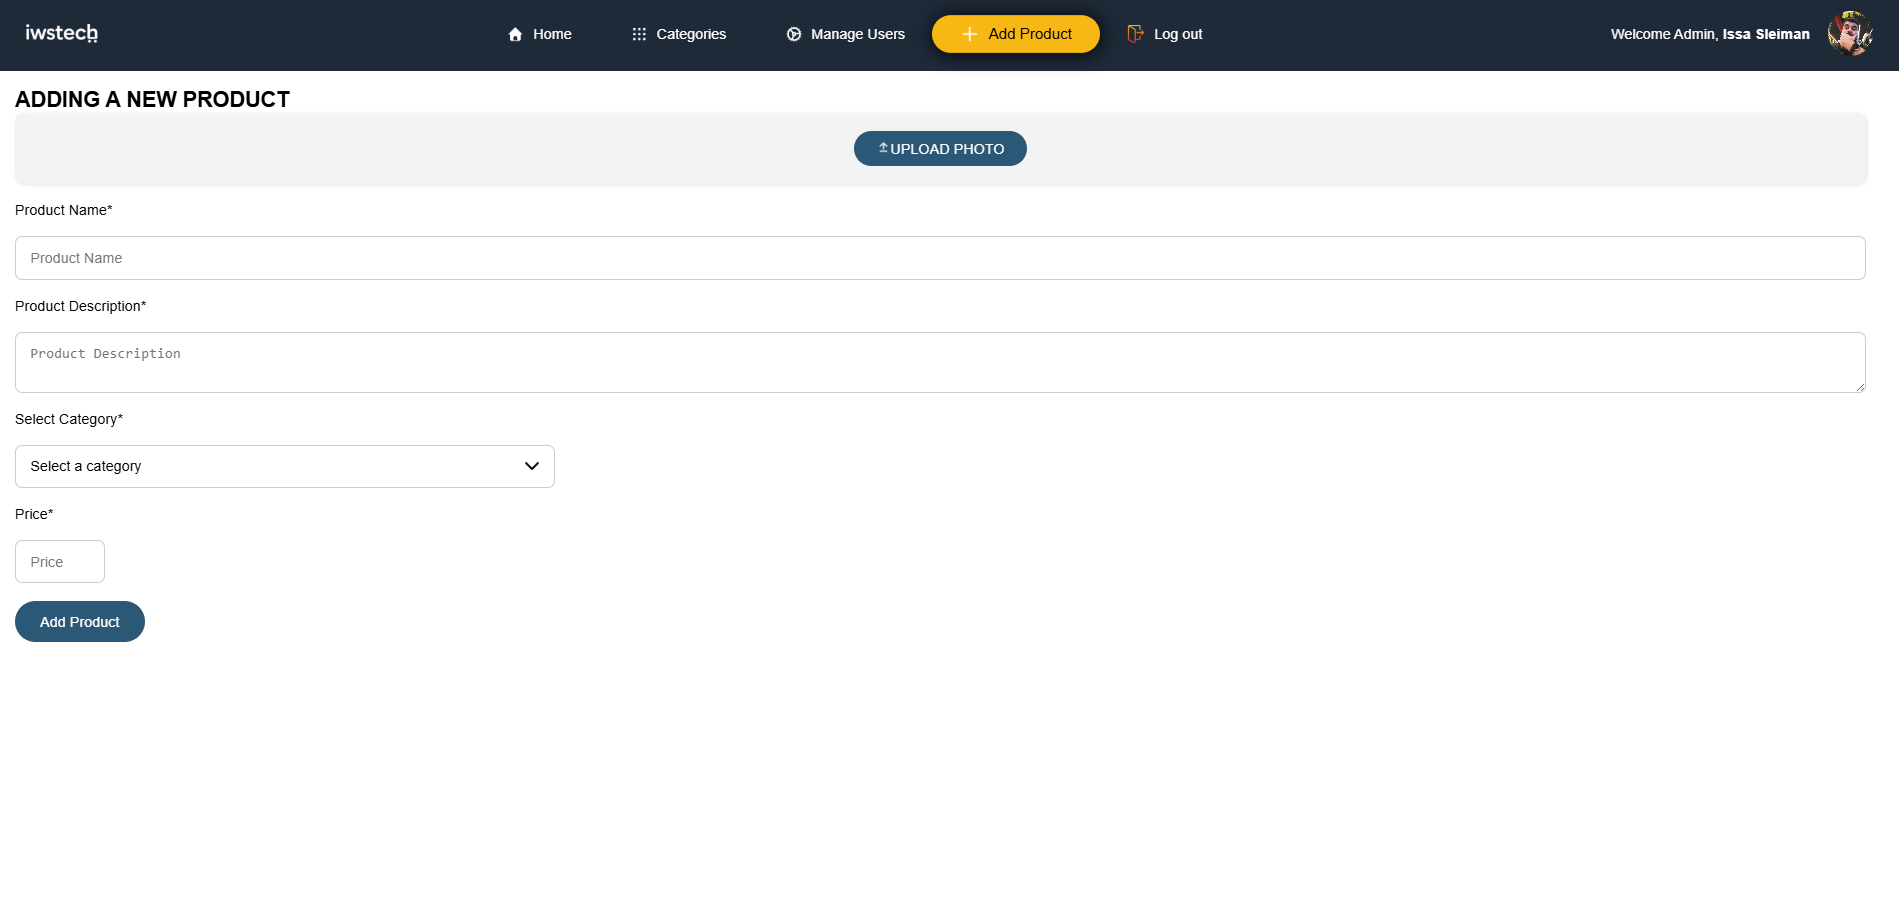 iwstech
Home
Categories
Manage Users
Add Product
Log out
Welcome Admin, Issa Sleiman
ADDING A NEW PRODUCT
UPLOAD PHOTO
Product Name*
Product Name
Product Description*
Product Description
Select Category*
Select a category
Price*
Price
Add Product